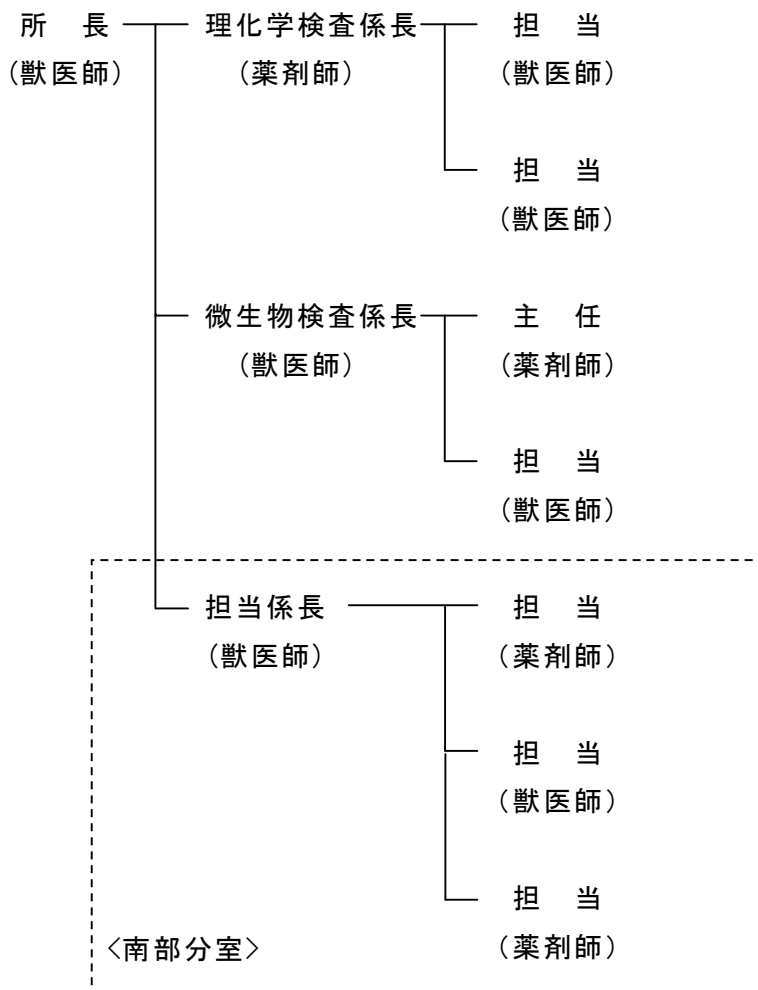 所 長 理化学検査係長 担 当
(獣医師) (薬剤師) (獣医師)
担 当
(獣医師)
微生物検査係長 主 任
(獣医師) (薬剤師)
担 当
(獣医師)
担当係長 担 当
(獣医師) (薬剤師)
担 当
(獣医師)
担 当
<南部分室> (薬剤師)